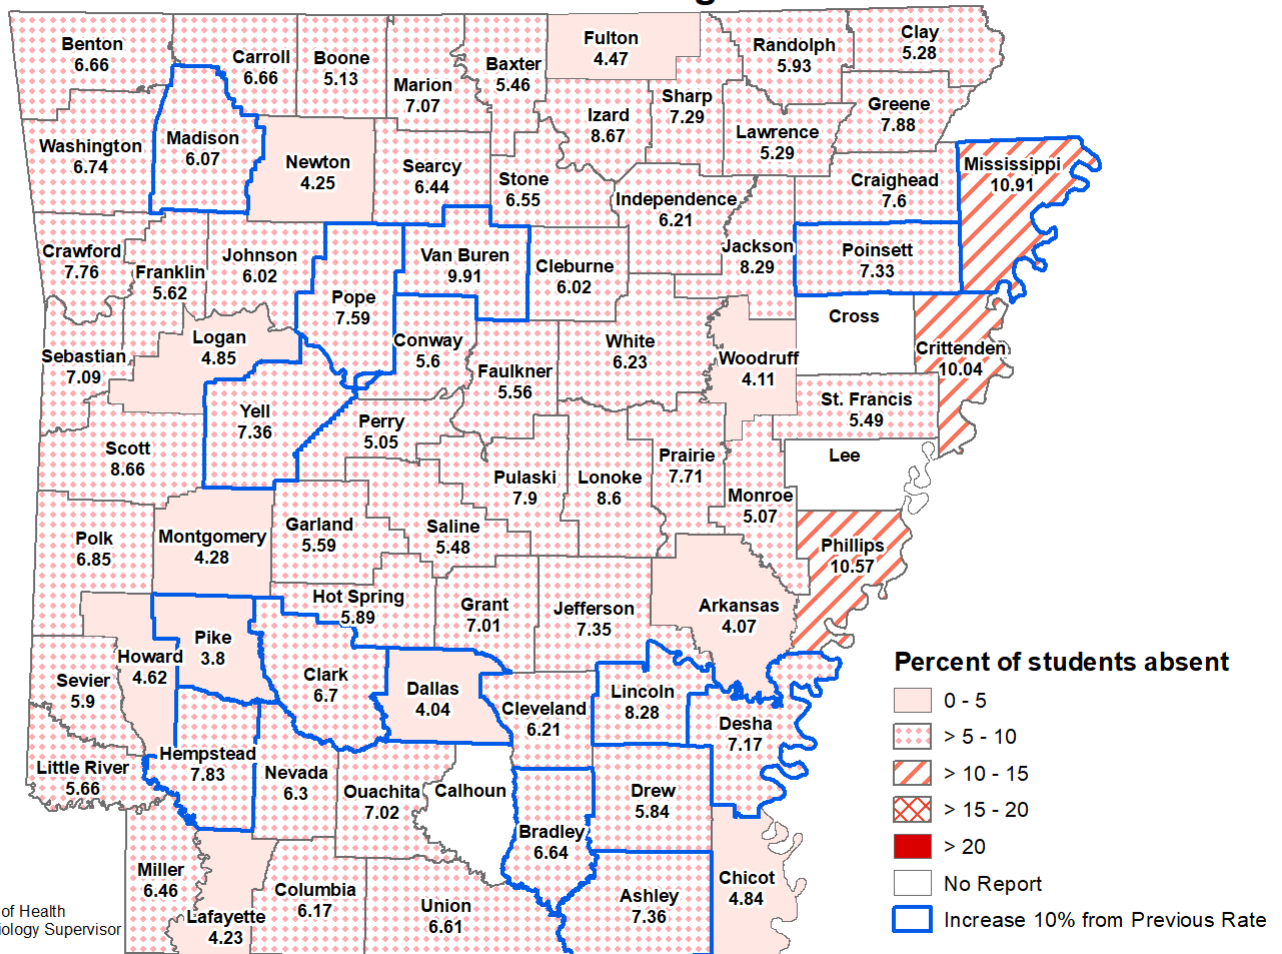 Benton
6.66
Carroll
6.66
Boone
5.13
Marion
7.07
Baxter
5.46
Fulton
4.47
Randolph
5.93
Clay
5.28
Izard
8.67
Sharp
7.29
Greene
7.88
Lawrence
5.29
Washington
6.74
Madison
6.07
Newton
4.25
Searcy
6.44
Stone
6.55
Independence
6.21
Craighead
7.6
Mississippi
10.91
Crawford
7.76
Franklin
5.62
Johnson
6.02
Pope
7.59
Van Buren
9.91
Cleburne
6.02
Jackson
8.29
Poinsett
7.33
Cross
Sebastian
7.09
Logan
4.85
Conway
5.6
Faulkner
5.56
White
6.23
Woodruff
4.11
Crittenden
10.04
St. Francis
5.49
Yell
7.36
Perry
5.05
Scott
8.66
Pulaski
7.9
Lonoke
8.6
Prairie
7.71
Lee
Monroe
5.07
Polk
6.85
Montgomery
4.28
Garland
5.59
Saline
5.48
Phillips
10.57
Hot Spring
5.89
Grant
7.01
Jefferson
7.35
Arkansas
4.07
Pike
3.8
Howard
4.62
Sevier
5.9
Clark
6.7
Dallas
4.04
Cleveland
6.21
Lincoln
8.28
Desha
7.17
Little River
5.66
Hempstead
7.83
Nevada
6.3
Ouachita
7.02
Calhoun
Bradley
6.64
Drew
5.84
Miller
6.46
Lafayette
4.23
Columbia
6.17
Union
6.61
Ashley
7.36
Chicot
4.84
Percent of students absent
0 - 5
> 5 - 10
> 10 - 15
> 15 - 20
> 20
No Report
Increase 10% from Previous Rate
of Health
iology Supervisor